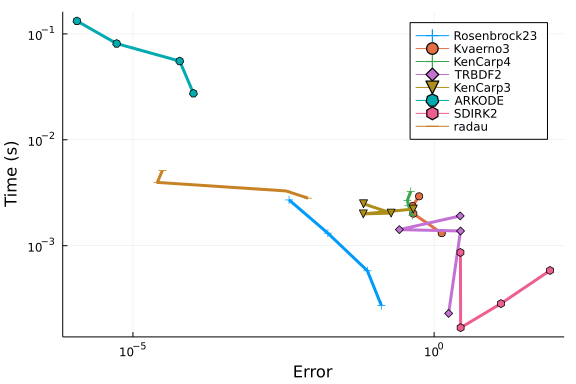 10⁻¹
10⁻²
10⁻³
Time (s)
10⁻⁵
10⁰
Error
Rosenbrock23
Kvaerno3
KenCarp4
TRBDF2
KenCarp3
ARKODE
SDIRK2
radau